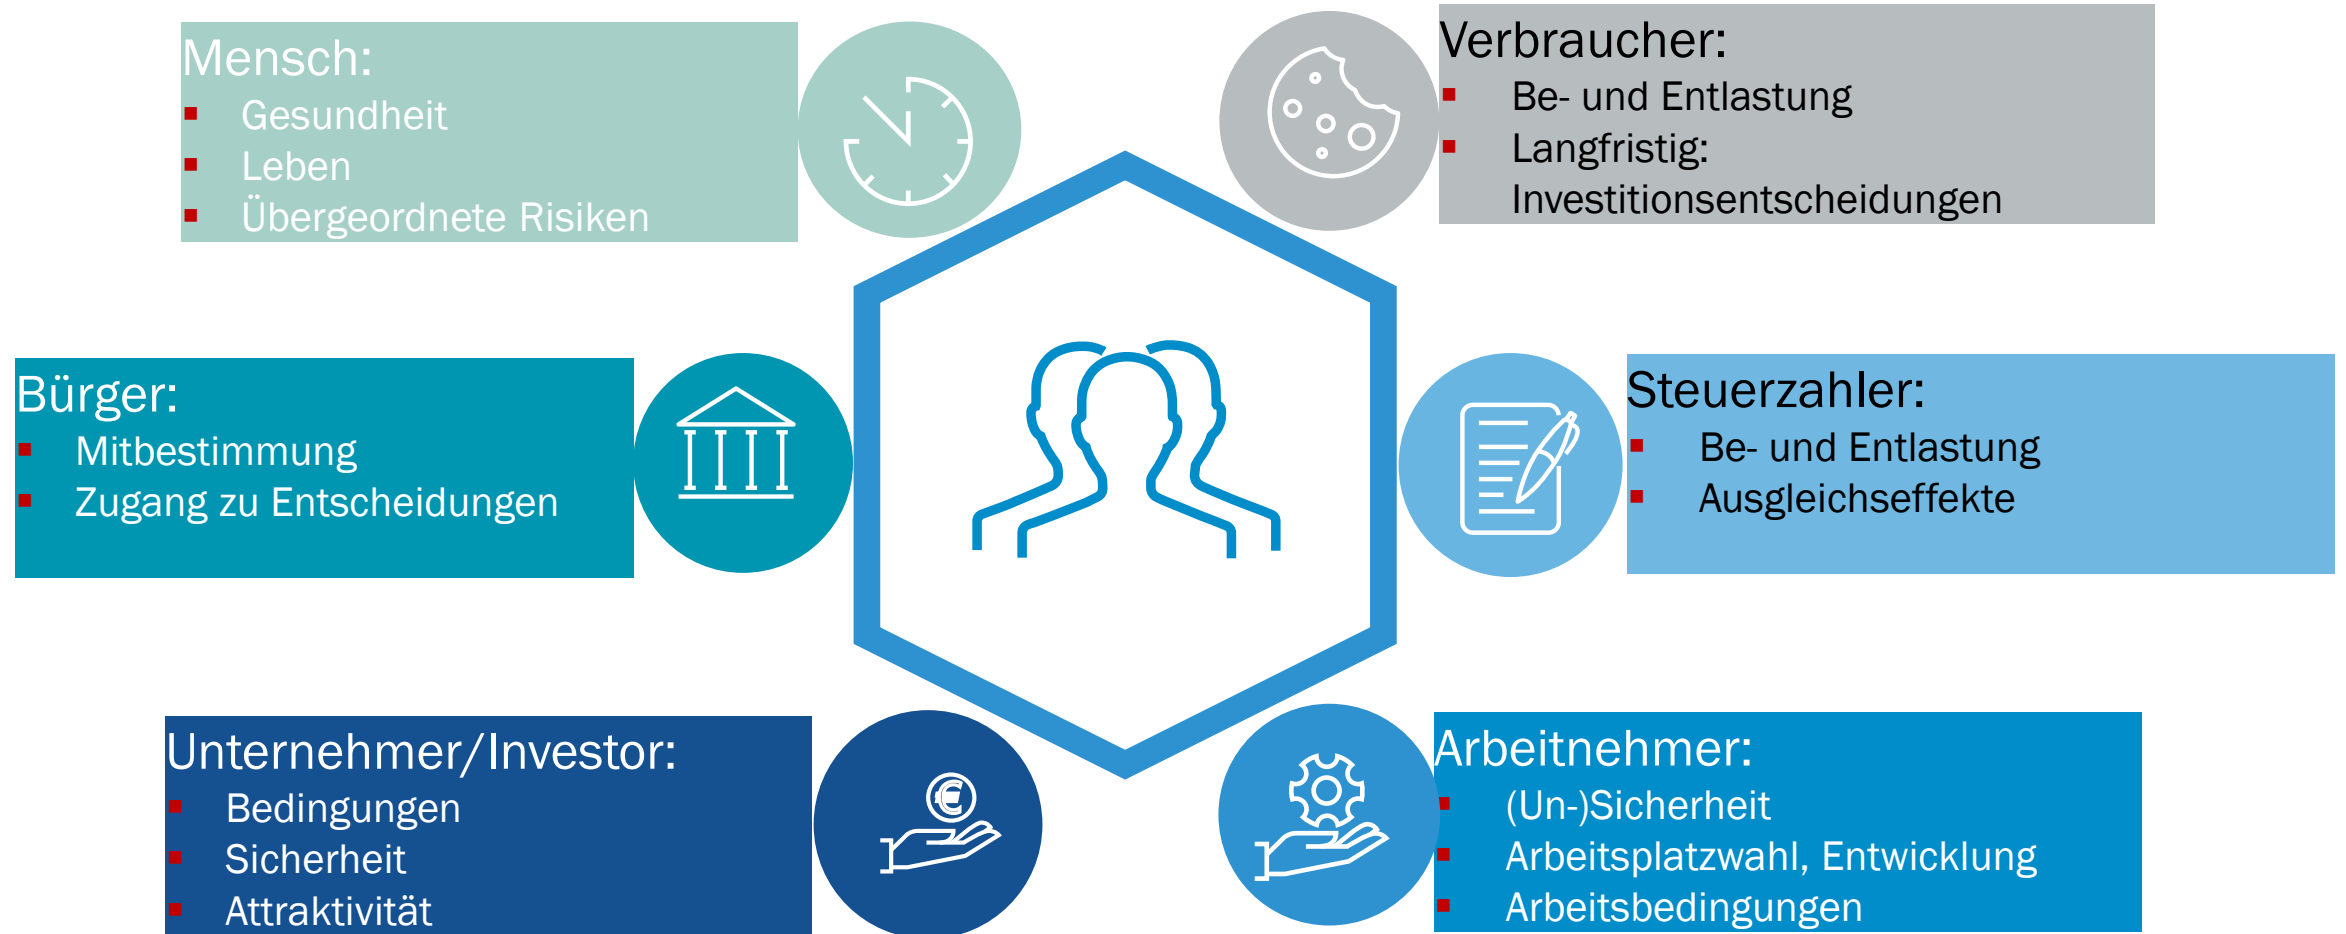 Mensch:
Gesundheit
Leben
Übergeordnete Risiken
Verbraucher:
Be- und Entlastung
Langfristig:
Investitionsentscheidungen
Bürger:
Mitbestimmung
Zugang zu Entscheidungen
Steuerzahler:
Be- und Entlastung
Ausgleichseffekte
Unternehmer/Investor:
Bedingungen
Sicherheit
Attraktivität
Arbeitnehmer:
(Un-)Sicherheit
Arbeitsplatzwahl, Entwicklung
Arbeitsbedingungen